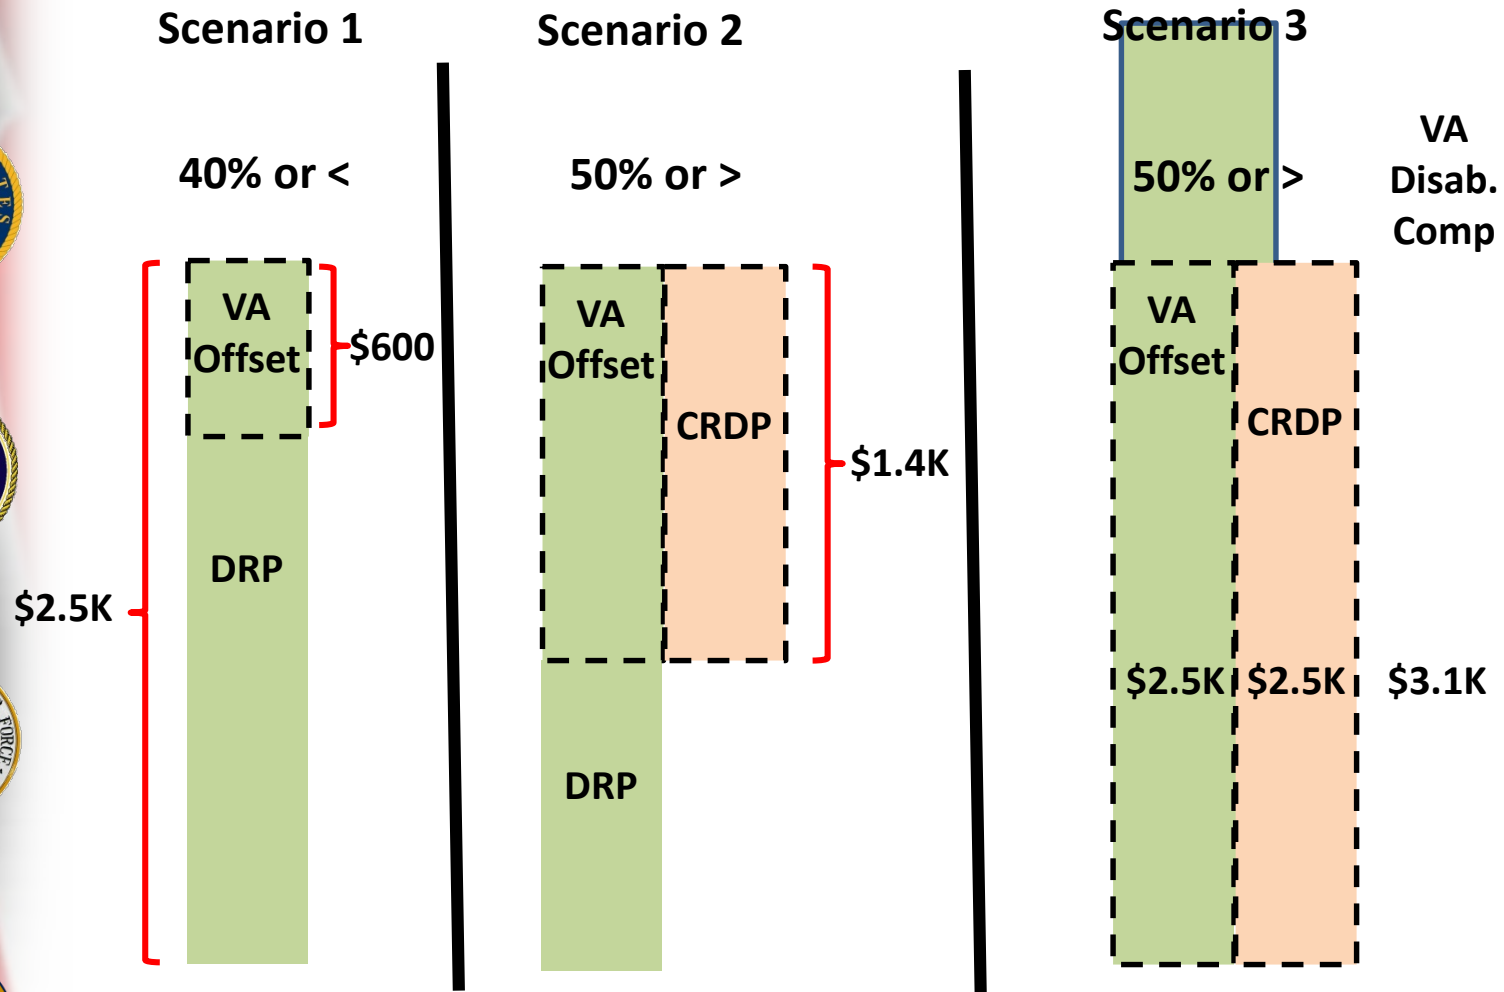 Scenario 1
40% or <
VA
Offset
$600
DRP
$2.5K
Scenario 2
50% or >
VA
Offset
CRDP
$1.4K
DRP
Scenario 3
50% or >
VA
Disab.
Comp
VA
Offset
CRDP
$2.5K
$2.5K
$3.1K
FORCE